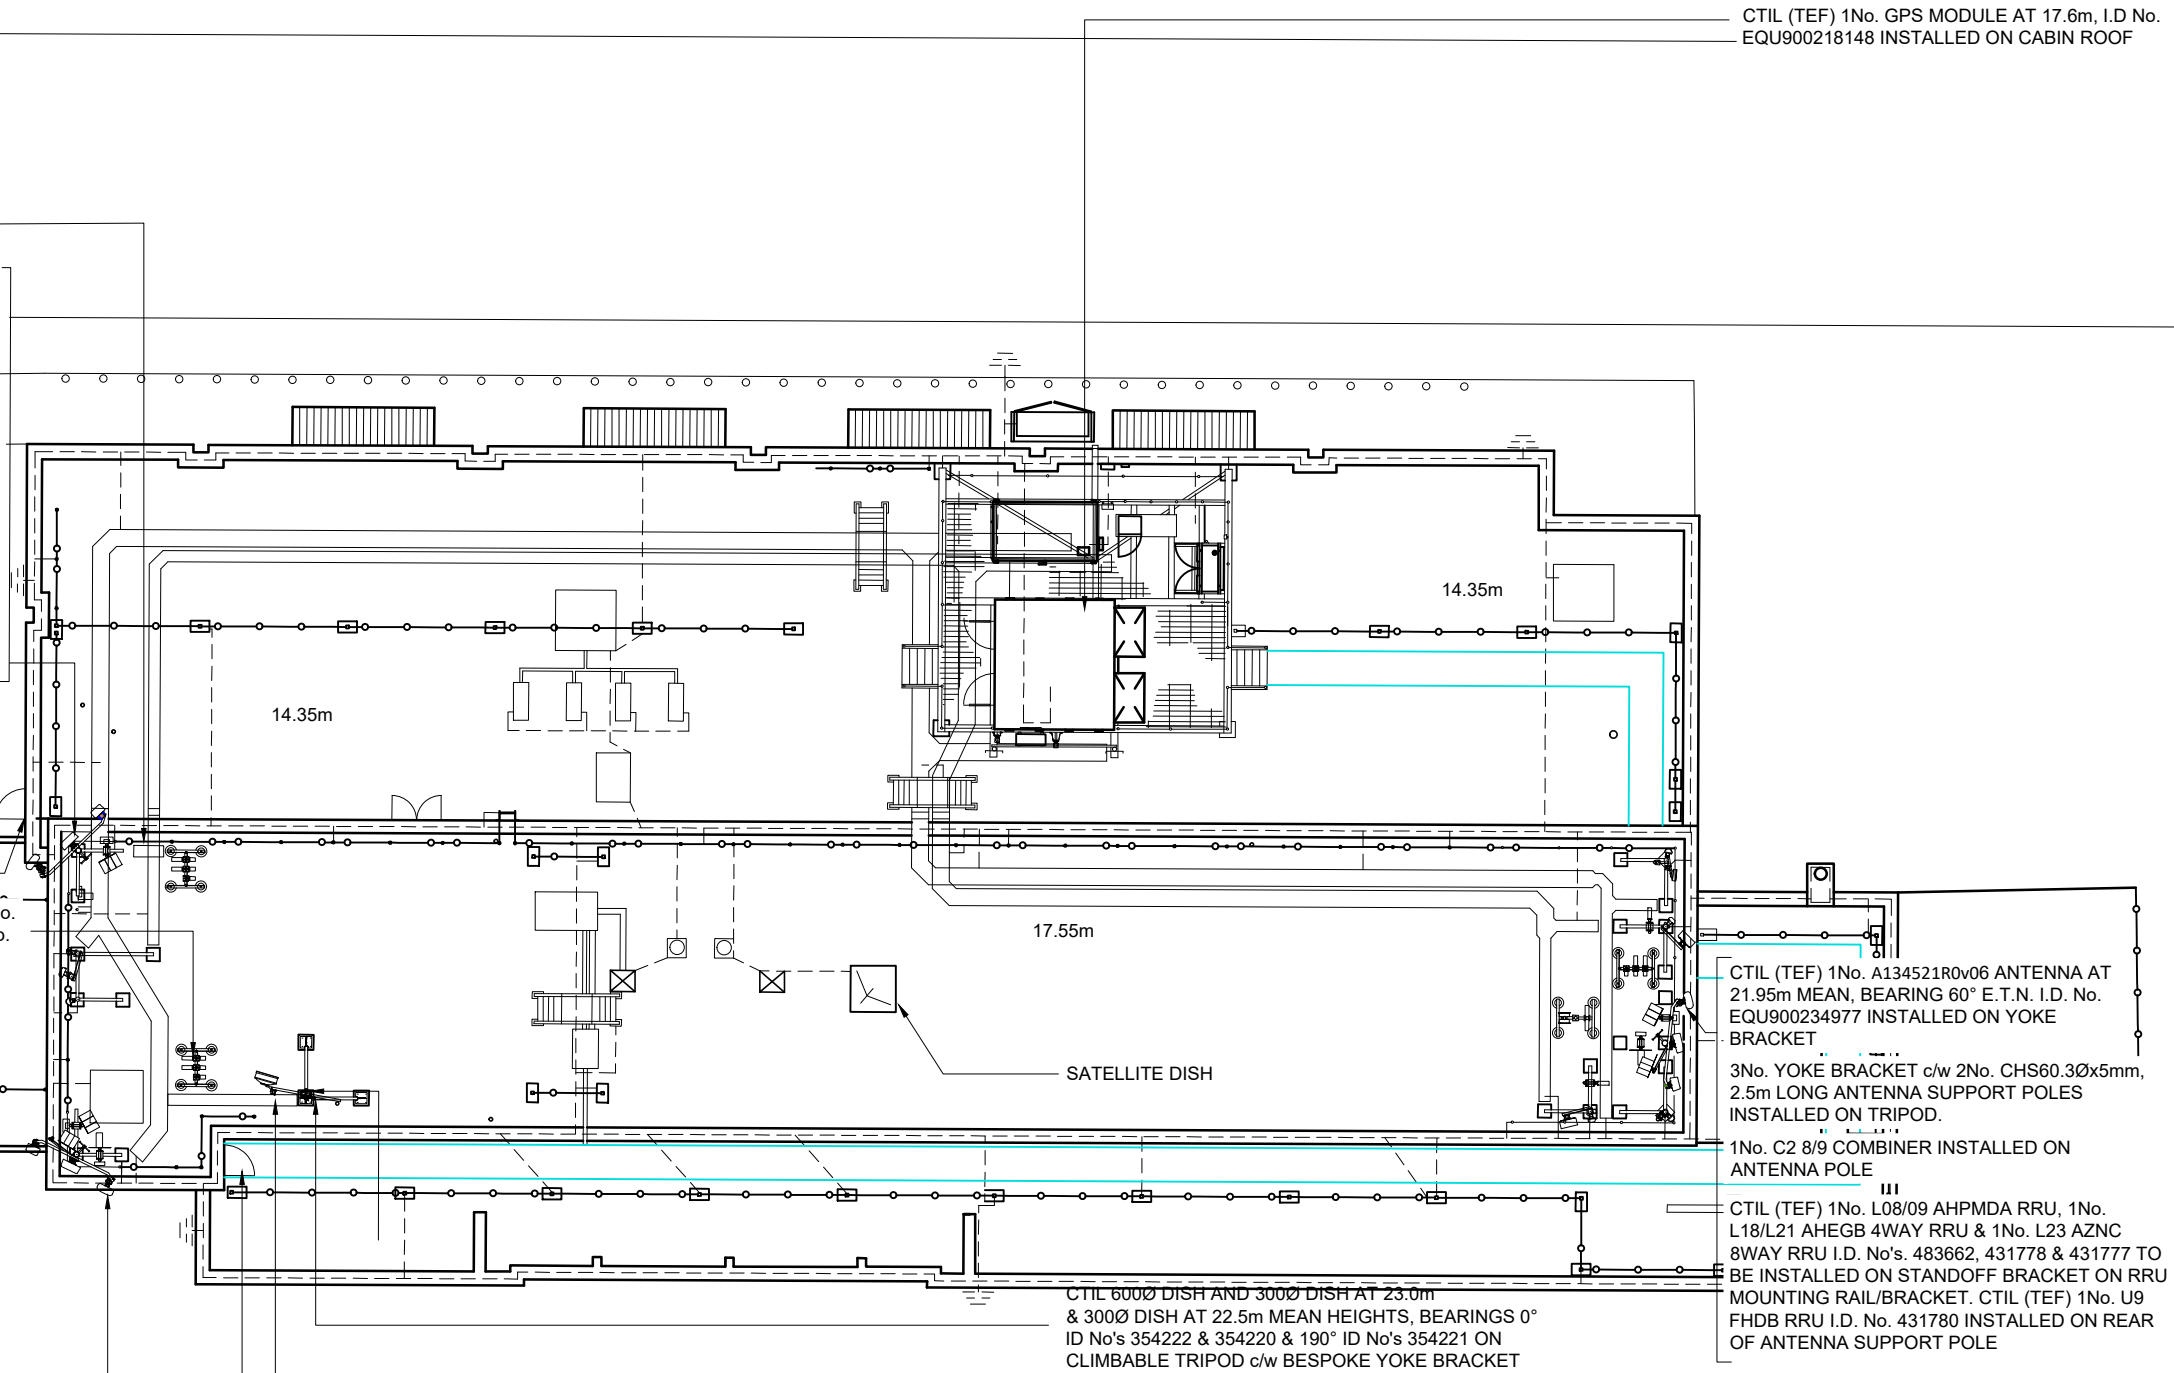 CTIL (TEF) 1No. GPS MODULE AT 17.6m, I.D No.
EQU900218148 INSTALLED ON CABIN ROOF
14.35m
14.35m
o.
o.
17.55m
SATELLITE DISH
CTIL (TEF) 1No. A134521R0v06 ANTENNA AT
21.95m MEAN, BEARING 60° E.T.N. I.D. No.
EQU900234977 INSTALLED ON YOKE
BRACKET
3No. YOKE BRACKET c/w 2No. CHS60.3Øx5mm,
2.5m LONG ANTENNA SUPPORT POLES
INSTALLED ON TRIPOD.
1No. C2 8/9 COMBINER INSTALLED ON
ANTENNA POLE
CTIL (TEF) 1No. L08/09 AHPMDA RRU, 1No.
L18/L21 AHEGB 4WAY RRU & 1No. L23 AZNC
8WAY RRU I.D. No's. 483662, 431778 & 431777 TO
BE INSTALLED ON STANDOFF BRACKET ON RRU
MOUNTING RAIL/BRACKET. CTIL (TEF) 1No. U9
FHDB RRU I.D. No. 431780 INSTALLED ON REAR
OF ANTENNA SUPPORT POLE
CTIL 600Ø DISH AND 300Ø DISH AT 23.0m
& 300Ø DISH AT 22.5m MEAN HEIGHTS, BEARINGS 0°
ID No's 354222 & 354220 & 190° ID No's 354221 ON
CLIMBABLE TRIPOD c/w BESPOKE YOKE BRACKET